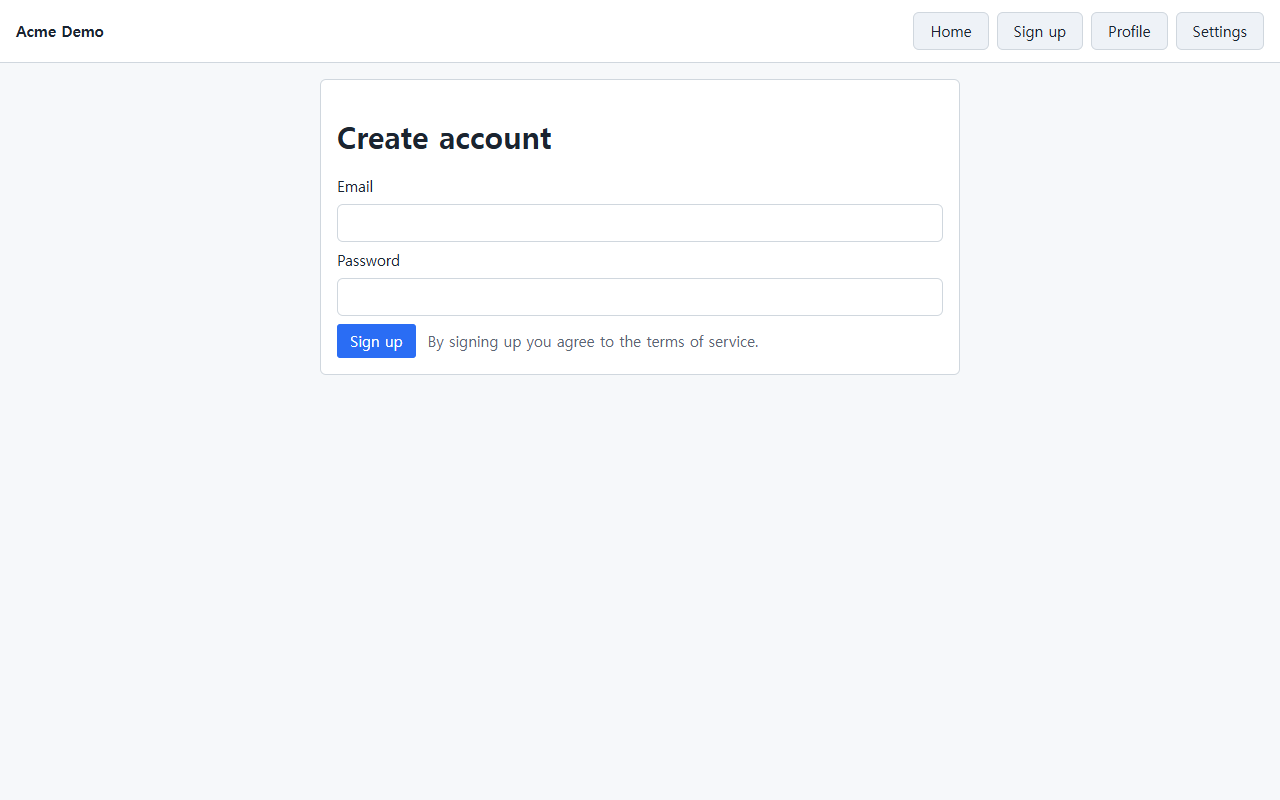 Acme Demo
Home
Sign up
Profile
Settings
Create account
Email
Password
Sign up
By signing up you agree to the terms of service.